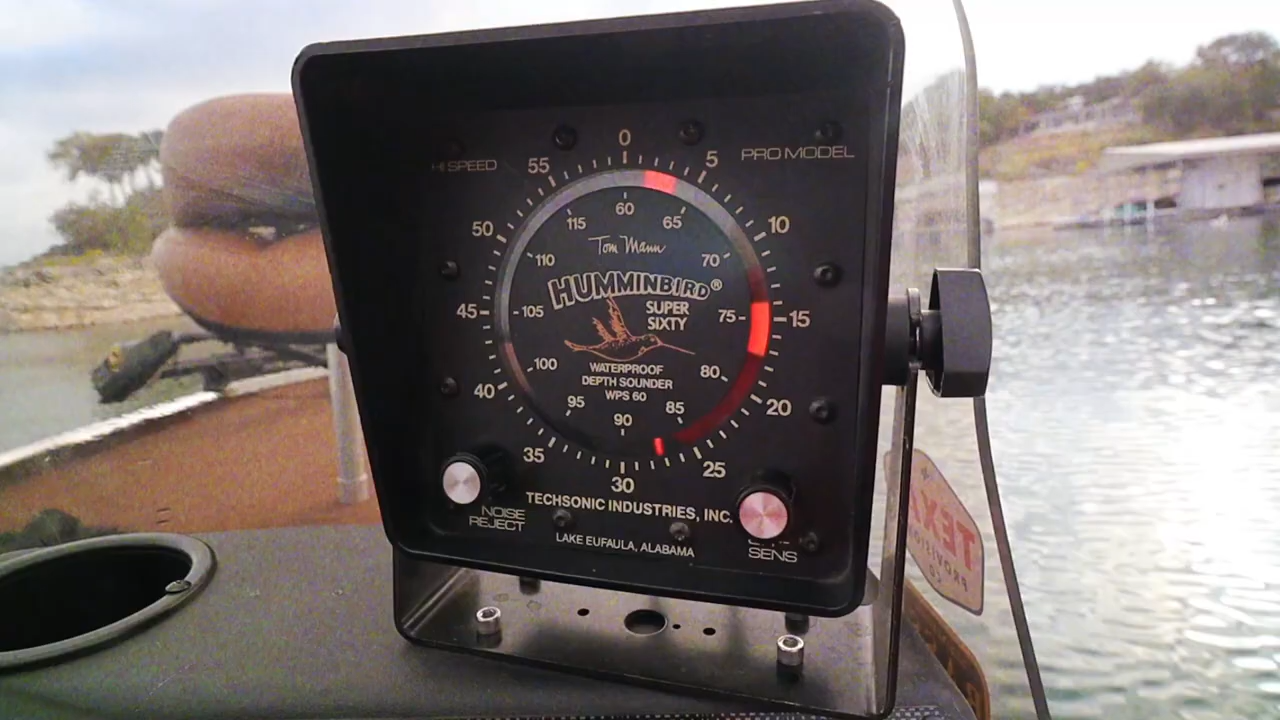 HI SPEED
PRO MODEL
0
5
10
15
20
25
30
35
40
45
50
55
60
65
70
75
80
85
90
95
100
105
110
115
Tom Mann
HUMMINBIRD®
SUPER
SIXTY
WATERPROOF
DEPTH SOUNDER
WPS 60
TECHSONIC INDUSTRIES, INC.
LAKE EUFAULA, ALABAMA
NOISE
REJECT
SENS